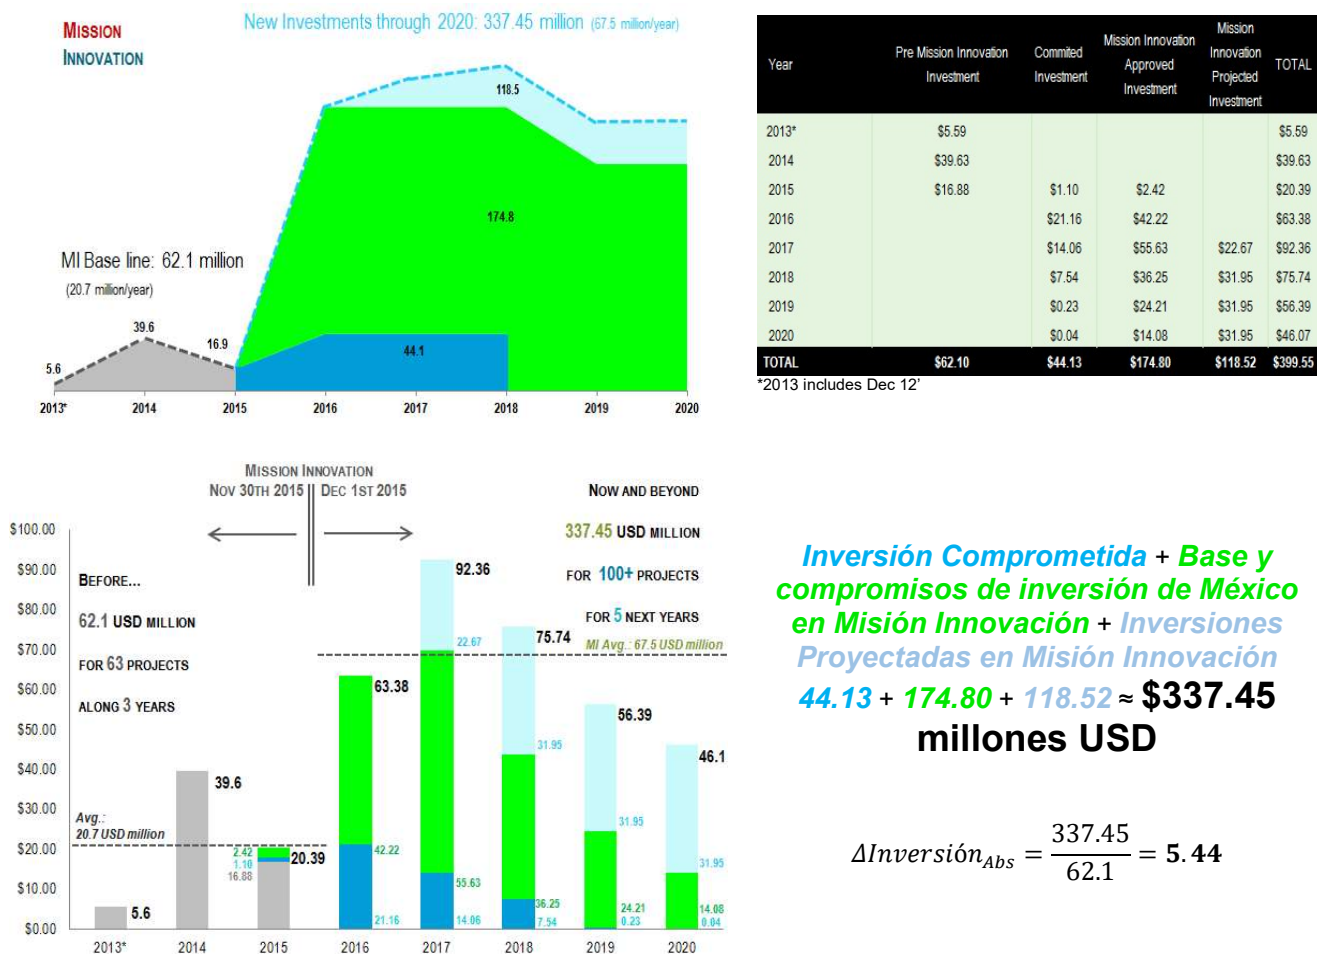 MISSION
INNOVATION
New Investments through 2020: 337.45 million (67.5 million/year)
118.5
174.8
MI Base line: 62.1 million
(20.7 million/year)
39.6
16.9
5.6
44.1
2013* 2014 2015 2016 2017 2018 2019 2020
Year Pre Mission Innovation Investment Commited Investment Mission Innovation Approved Investment Mission Innovation Projected Investment TOTAL
2013* $5.59 $5.59
2014 $39.63 $39.63
2015 $16.88 $1.10 $2.42 $20.39
2016 $21.16 $42.22 $63.38
2017 $14.06 $55.63 $22.67 $92.36
2018 $7.54 $36.25 $31.95 $75.74
2019 $0.23 $24.21 $31.95 $56.39
2020 $0.04 $14.08 $31.95 $46.07
TOTAL $62.10 $44.13 $174.80 $118.52 $399.55
*2013 includes Dec 12'
MISSION INNOVATION
NOV 30TH 2015 DEC 1ST 2015
NOW AND BEYOND
337.45 USD MILLION
FOR 100+ PROJECTS
FOR 5 NEXT YEARS
MI Avg.: 67.5 USD million
BEFORE...
62.1 USD MILLION
FOR 63 PROJECTS
ALONG 3 YEARS
Avg.:
20.7 USD million
$100.00
$90.00
$80.00
$70.00
$60.00
$50.00
$40.00
$30.00
$20.00
$10.00
$0.00
5.6
39.6
2.42
1.10
16.88
20.39
63.38
42.22
21.16
92.36
22.67
55.63
14.06
75.74
31.95
36.25
7.54
56.39
31.95
24.21
0.23
46.1
31.95
14.08
0.04
2013* 2014 2015 2016 2017 2018 2019 2020
Inversión Comprometida + Base y
compromisos de inversión de México
en Misión Innovación + Inversiones
Proyectadas en Misión Innovación
44.13 + 174.80 + 118.52 ≈ $337.45
millones USD
ΔInversión_Abs = 337.45 / 62.1 = 5.44